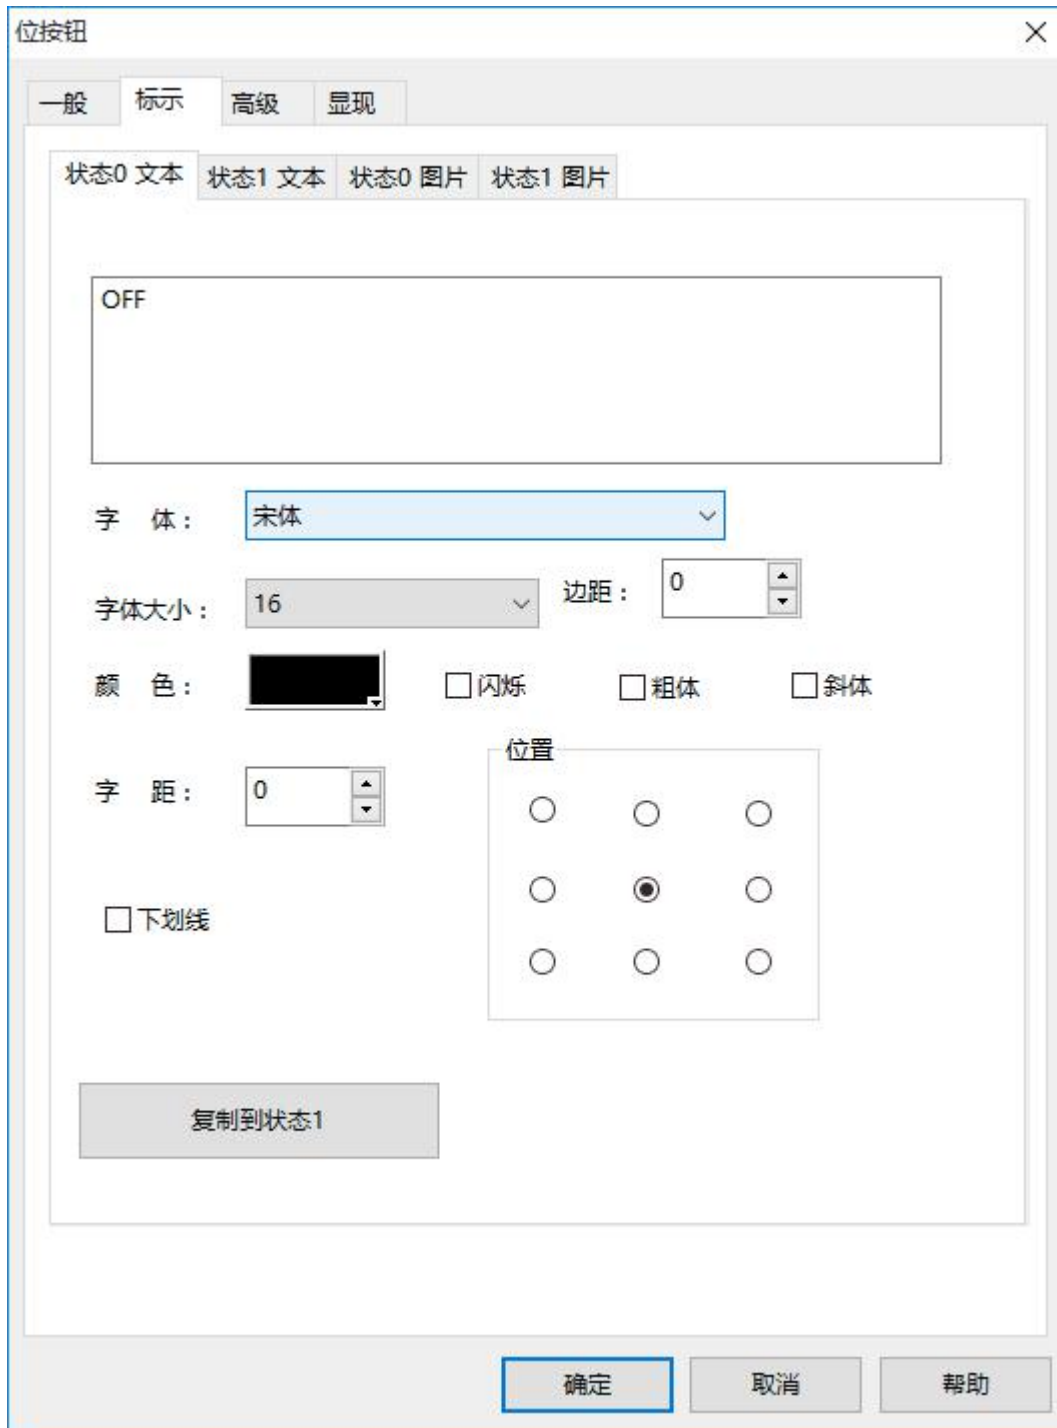 位按钮
一般 标示 高级 显现
状态0 文本 状态1 文本 状态0 图片 状态1 图片
OFF
字 体： 宋体
字体大小： 16 边距： 0
颜 色： 闪烁 粗体 斜体
位置
字 距： 0
下划线
复制到状态1
确定 取消 帮助